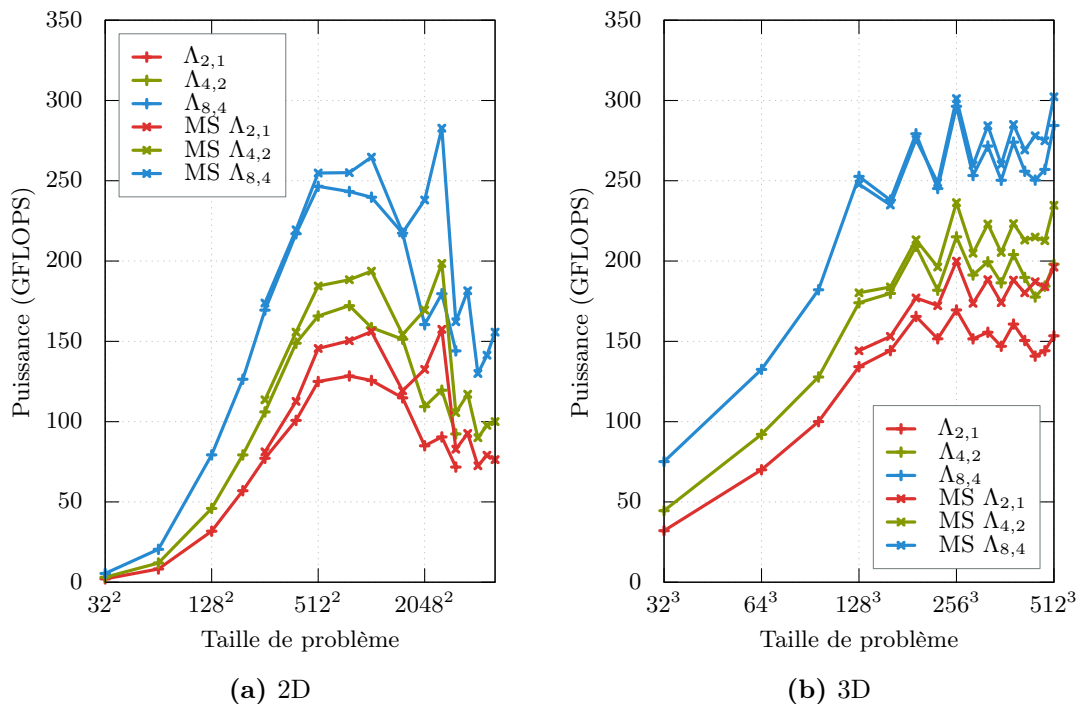 350
300
250
200
150
100
50
0
Puissance (GFLOPS)
Λ2,1
Λ4,2
Λ8,4
MS Λ2,1
MS Λ4,2
MS Λ8,4
32² 128² 512² 2048²
Taille de problème
(a) 2D
350
300
250
200
150
100
50
0
Puissance (GFLOPS)
Λ2,1
Λ4,2
Λ8,4
MS Λ2,1
MS Λ4,2
MS Λ8,4
32³ 64³ 128³ 256³ 512³
Taille de problème
(b) 3D